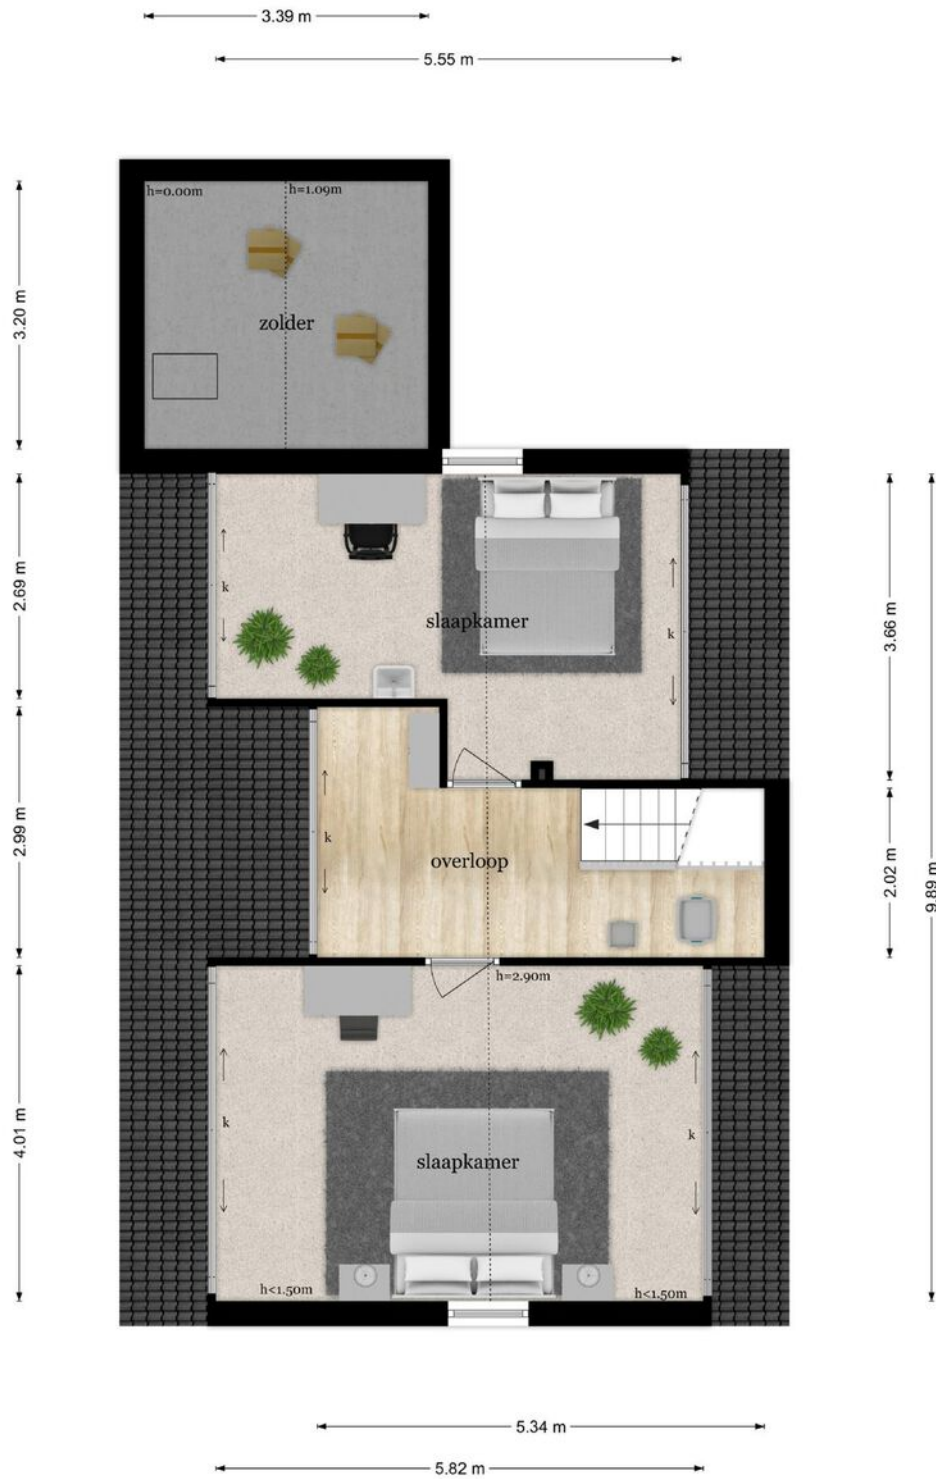 3.39 m
5.55 m
h=0.00m
h=1.09m
3.20 m
zolder
2.69 m
k
slaapkamer
k
3.66 m
2.99 m
k
overloop
2.02 m
9.89 m
h=2.90m
4.01 m
k
k
slaapkamer
h<1.50m
h<1.50m
5.34 m
5.82 m